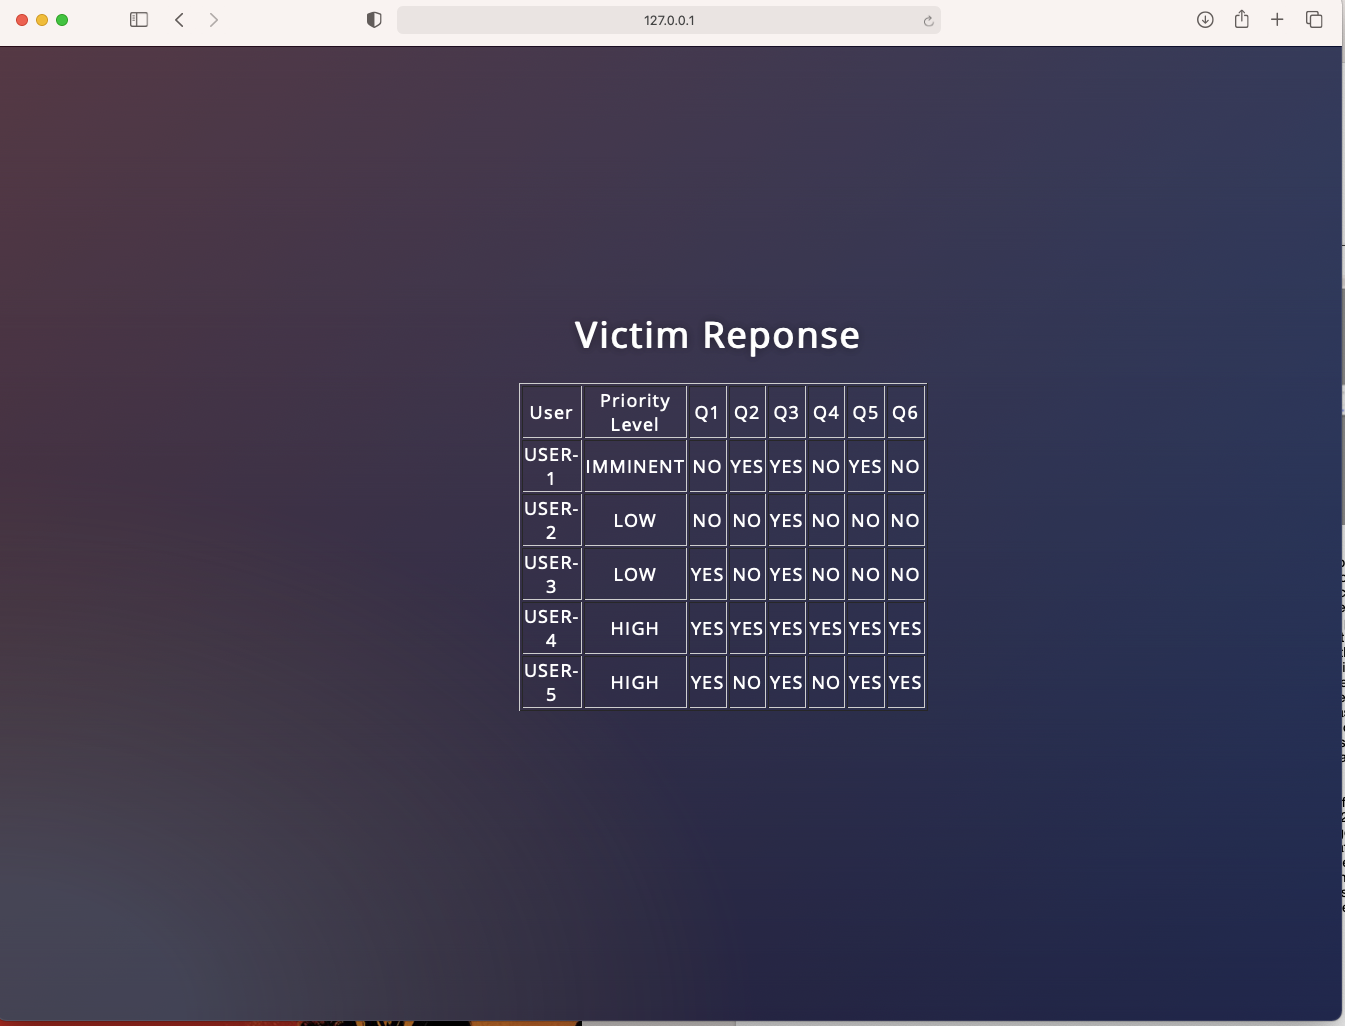 127.0.0.1
Victim Reponse
User Priority Level Q1 Q2 Q3 Q4 Q5 Q6
USER-1 IMMINENT NO YES YES NO YES NO
USER-2 LOW NO NO YES NO NO NO
USER-3 LOW YES NO YES NO NO NO
USER-4 HIGH YES YES YES YES YES YES
USER-5 HIGH YES NO YES NO YES YES